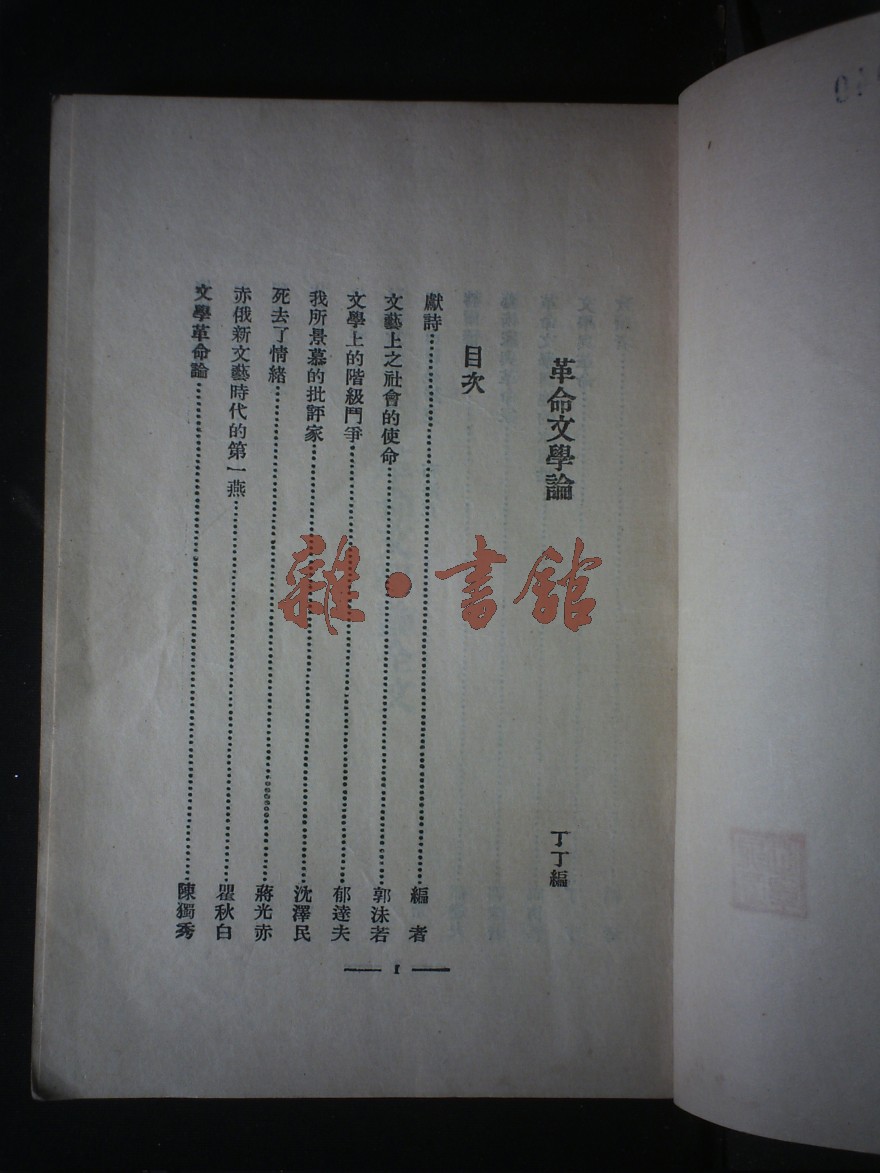 革命文學論
丁丁編
目次
獻詩……編者
文藝上之社會的使命……郭沫若
文學上的階級鬥爭……郁達夫
我所景慕的批評家……沈澤民
死去了情緒……蔣光赤
赤俄新文藝時代的第一燕……瞿秋白
文學革命論……陳獨秀
1
雜·書館